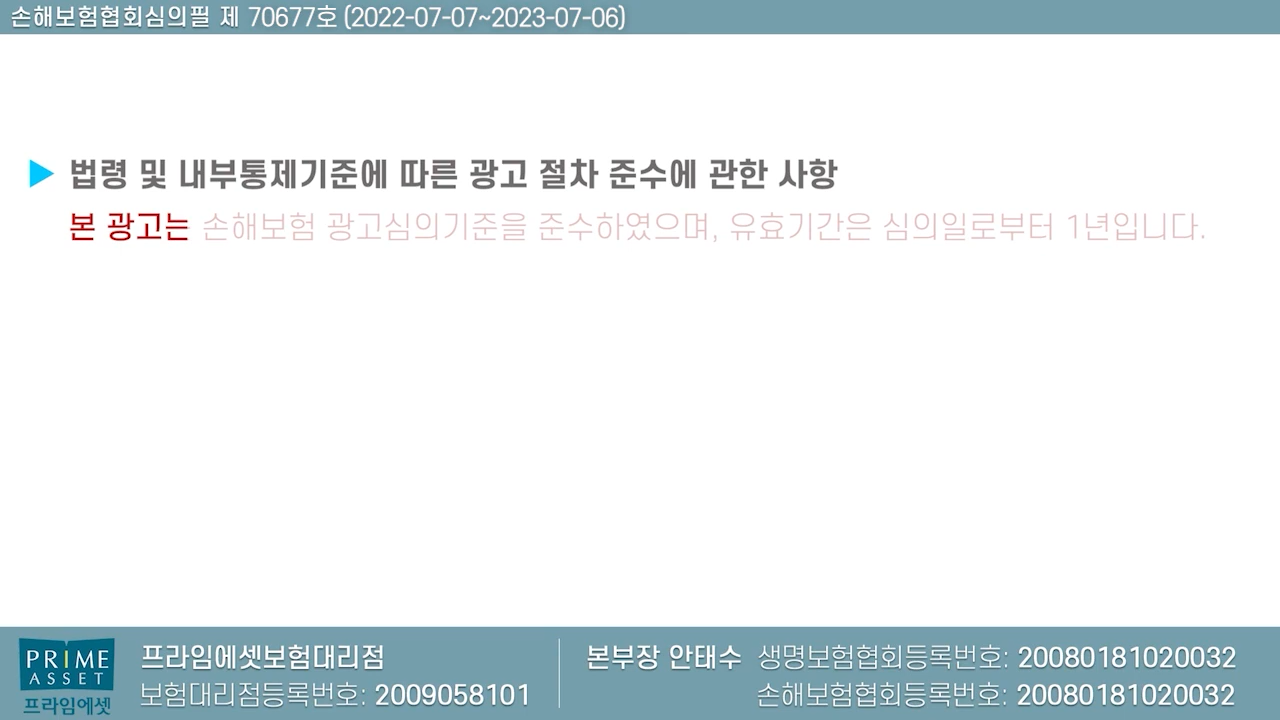 손해보험협회심의필 제 70677호 (2022-07-07~2023-07-06)
▶ 법령 및 내부통제기준에 따른 광고 절차 준수에 관한 사항
본 광고는 손해보험 광고심의기준을 준수하였으며, 유효기간은 심의일로부터 1년입니다.
PRIME
ASSET
프라임에셋
프라임에셋보험대리점
보험대리점등록번호: 2009058101
본부장 안태수 생명보험협회등록번호: 20080181020032
손해보험협회등록번호: 20080181020032